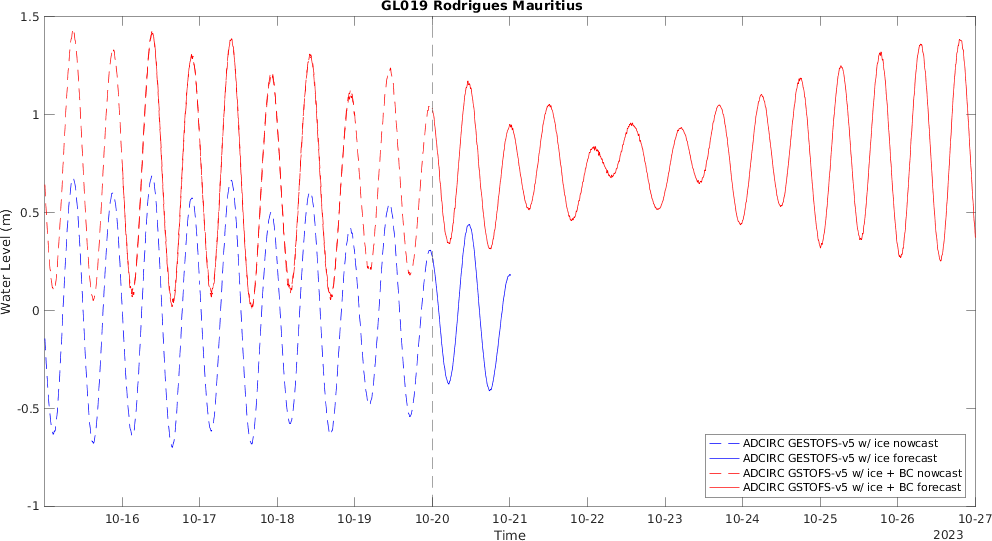 GL019 Rodrigues Mauritius
1.5
1
0.5
0
-0.5
-1
Water Level (m)
10-16 10-17 10-18 10-19 10-20 10-21 10-22 10-23 10-24 10-25 10-26 10-27
Time
2023
ADCIRC GESTOFS-v5 w/ ice nowcast
ADCIRC GESTOFS-v5 w/ ice forecast
ADCIRC GSTOFS-v5 w/ ice + BC nowcast
ADCIRC GSTOFS-v5 w/ ice + BC forecast